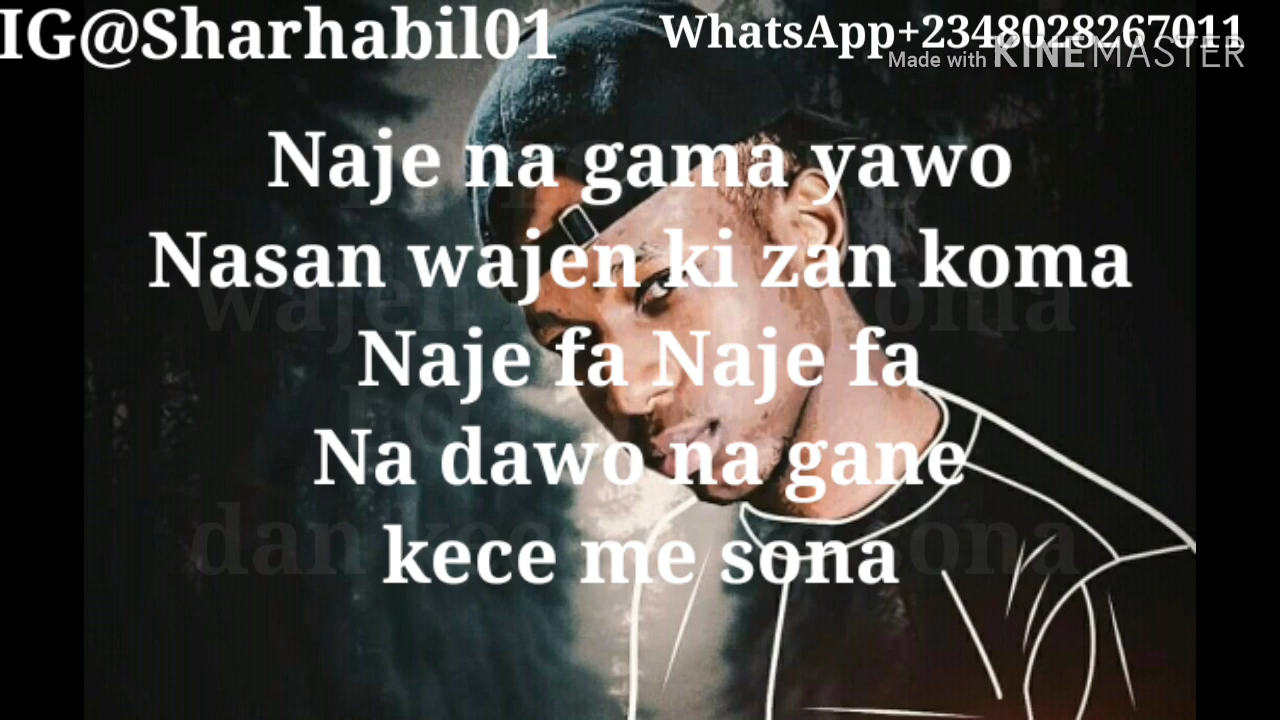 IG@Sharhabil01
WhatsApp+2348028267011
Made with KINEMASTER
Naje na gama yawo
Nasan wajen ki zan koma
Naje fa Naje fa
Na dawo na gane
kece me sona